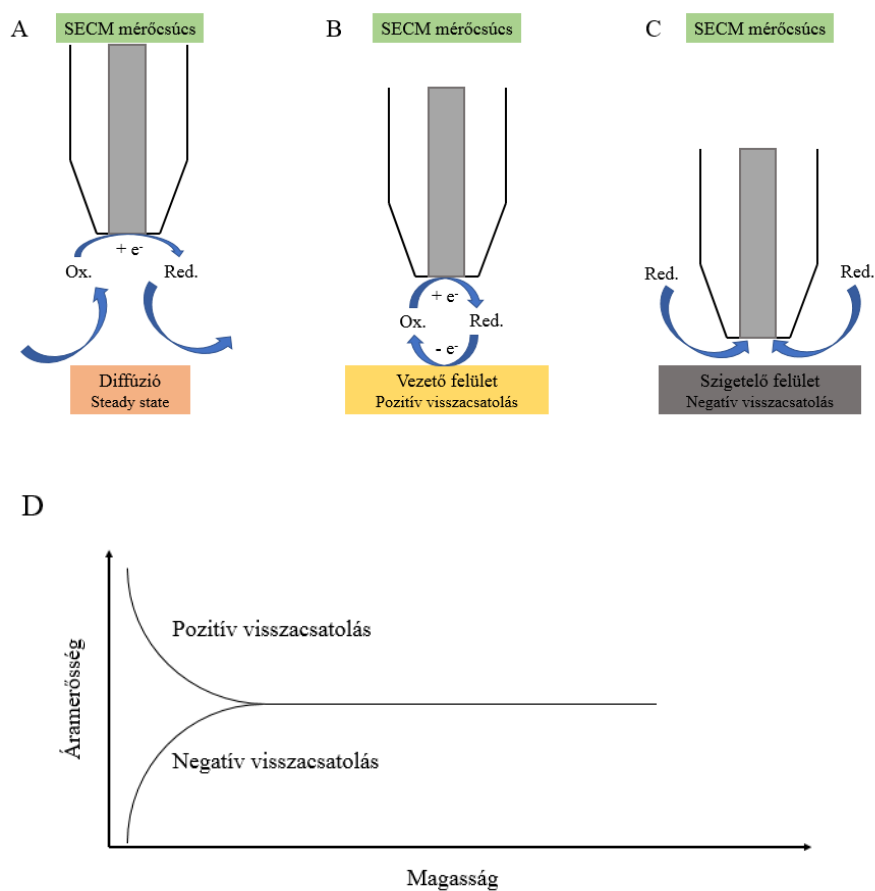 A
SECM mérőcsúcs
+ e-
Ox.
Red.
Diffúzió
Steady state
B
SECM mérőcsúcs
+ e-
Ox.
Red.
- e-
Vezető felület
Pozitív visszacsatolás
C
SECM mérőcsúcs
Red.
Red.
Szigetelő felület
Negatív visszacsatolás
D
Áramerősség
Pozitív visszacsatolás
Negatív visszacsatolás
Magasság